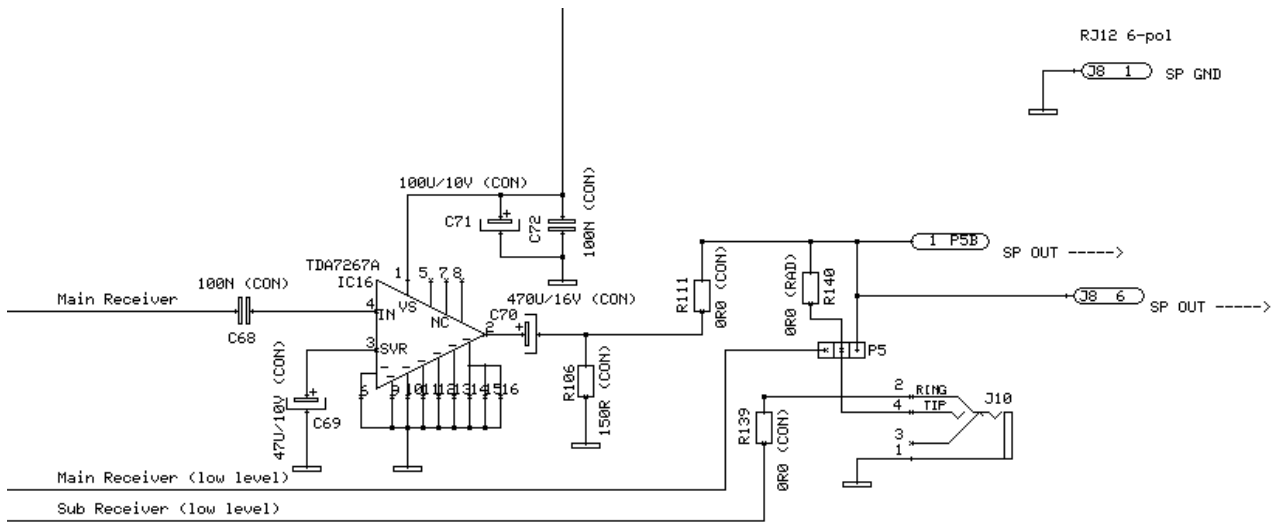 RJ12 6-pol
J8 1 SP GND
100U/10V (CON)
C71
C72
100N (CON)
TDA7267A
IC16
1
5
7
8
100N (CON)
Main Receiver
C68
4
IN
VS
NC
3
SVR
2
470U/16V (CON)
C70
6
9
10
11
12
13
14
15
16
47U/10V (CON)
C69
R106
150R (CON)
R111
0R0 (CON)
0R0 (RAD)
R140
1 P5B
SP OUT ----->
J8 6
SP OUT ----->
P5
R139
0R0 (CON)
2
RING
4
TIP
3
1
J10
Main Receiver (low level)
Sub Receiver (low level)